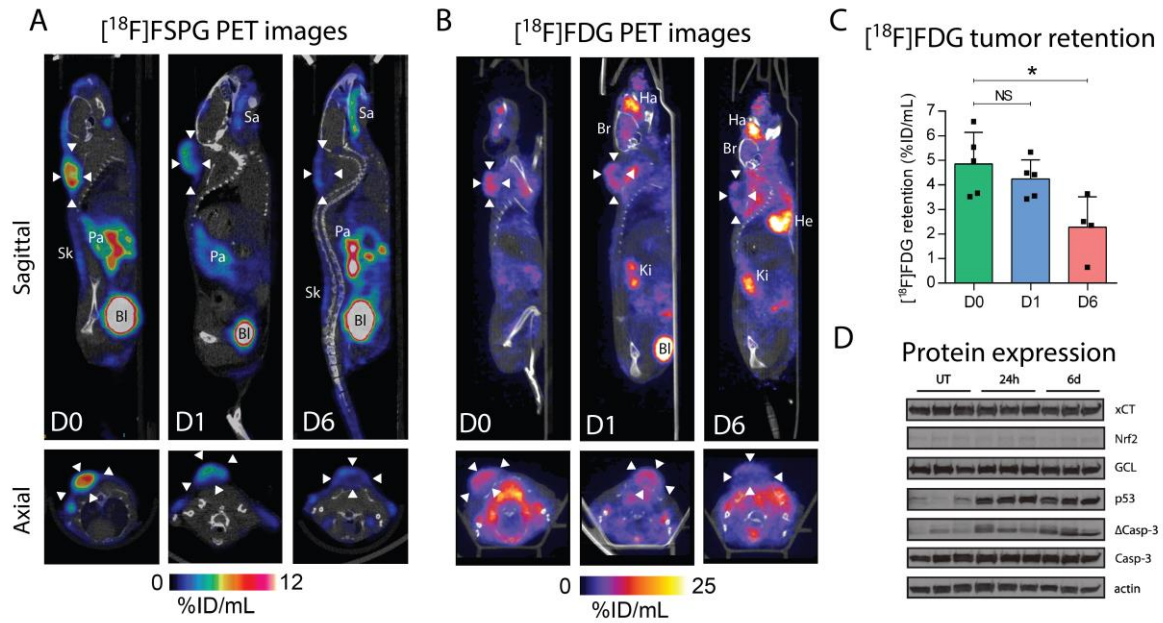 A
[¹⁸F]FSPG PET images
Sagittal
Sa
Pa
Sk
Bl
D0
Pa
Bl
D1
Sa
Pa
Sk
Bl
D6
Axial
0 12
%ID/mL
B
[¹⁸F]FDG PET images
D0
Ha
Br
Ki
Bl
D1
Ha
Br
He
Ki
D6
0 25
%ID/mL
C
[¹⁸F]FDG tumor retention
*
NS
[¹⁸F]FDG retention (%ID/mL)
7
6
5
4
3
2
1
0
D0 D1 D6
D
Protein expression
UT 24h 6d
xCT
Nrf2
GCL
p53
ΔCasp-3
Casp-3
actin